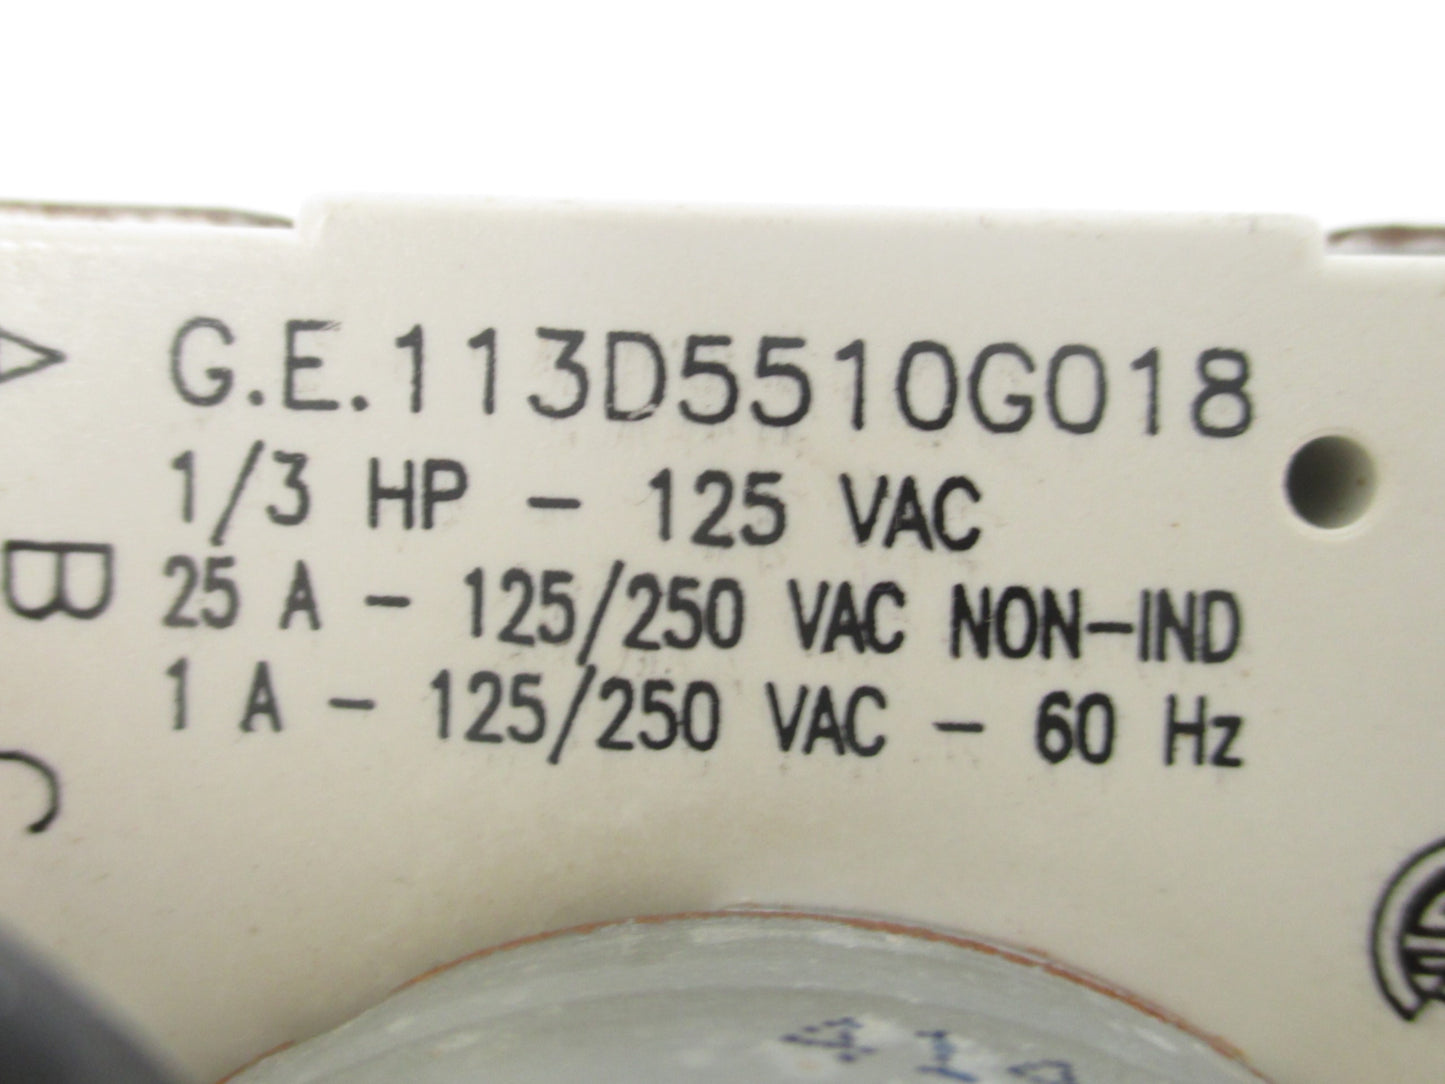 G.E.113D5510G018
1/3 HP - 125 VAC
25 A - 125/250 VAC NON-IND
1 A - 125/250 VAC - 60 Hz
A
B
C